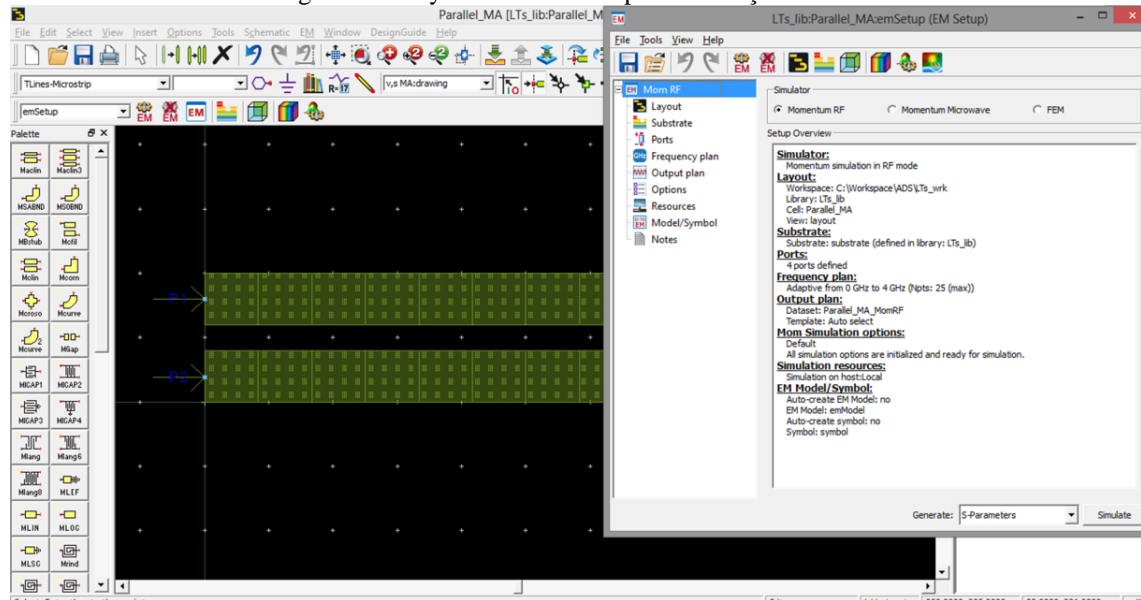 Parallel_MA [LTs_lib:Parallel_M
File Edit Select View Insert Options Tools Schematic EM Window DesignGuide Help
TLines-Microstrip
v,s MA:drawing
emSetup
EM
EM
EM
Palette
Maclin Maclin3
MSABND MSOBND
MBstub Mcfil
Mclin Mcorn
Mcroso Mcurve
Mcurve MGap
MICAP1 MICAP2
MICAP3 MICAP4
Mlang Mlang6
Mlang8 MLEF
MLIN MLOC
MLSC Mrind
P1
P2
EM
LTs_lib:Parallel_MA:emSetup (EM Setup)
File Tools View Help
EM Mom RF
Layout
Substrate
Ports
Frequency plan
Output plan
Options
Resources
Model/Symbol
Notes
Simulator
Momentum RF Momentum Microwave FEM
Setup Overview
Simulator:
Momentum simulation in RF mode
Layout:
Workspace: C:\Workspace\ADS\LTs_wrk
Library: LTs_lib
Cell: Parallel_MA
View: layout
Substrate:
Substrate: substrate (defined in library: LTs_lib)
Ports:
4 ports defined
Frequency plan:
Adaptive from 0 GHz to 4 GHz (Npts: 25 (max))
Output plan:
Dataset: Parallel_MA_MomRF
Template: Auto select
Mom Simulation options:
Default
All simulation options are initialized and ready for simulation.
Simulation resources:
Simulation on host:Local
EM Model/Symbol:
Auto-create EM Model: no
EM Model: emModel
Auto-create symbol: no
Symbol: symbol
Generate: S-Parameters Simulate